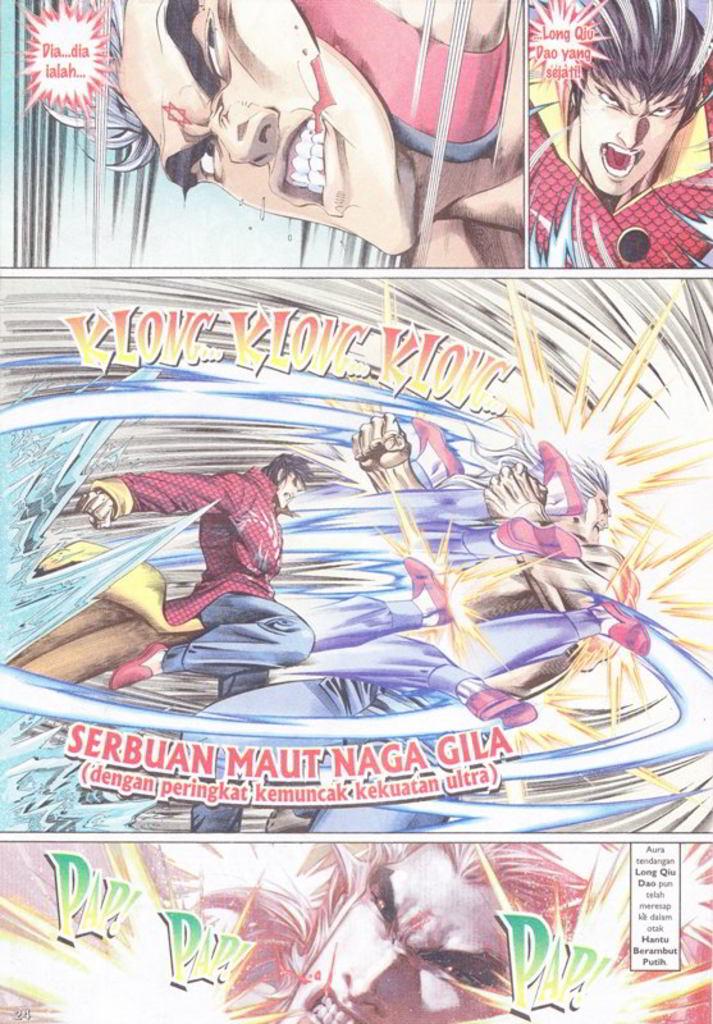 Dia...dia
ialah...
...Long Qiu
Dao yang
sejati!
KLONG... KLONG... KLONG...
SERBUAN MAUT NAGA GILA
(dengan peringkat kemuncak kekuatan ultra)
PAP!
PAP!
PAP!
Aura
tendangan
Long Qiu
Dao pun
telah
meresap
ke dalam
otak
Hantu
Berambut
Putih.
24